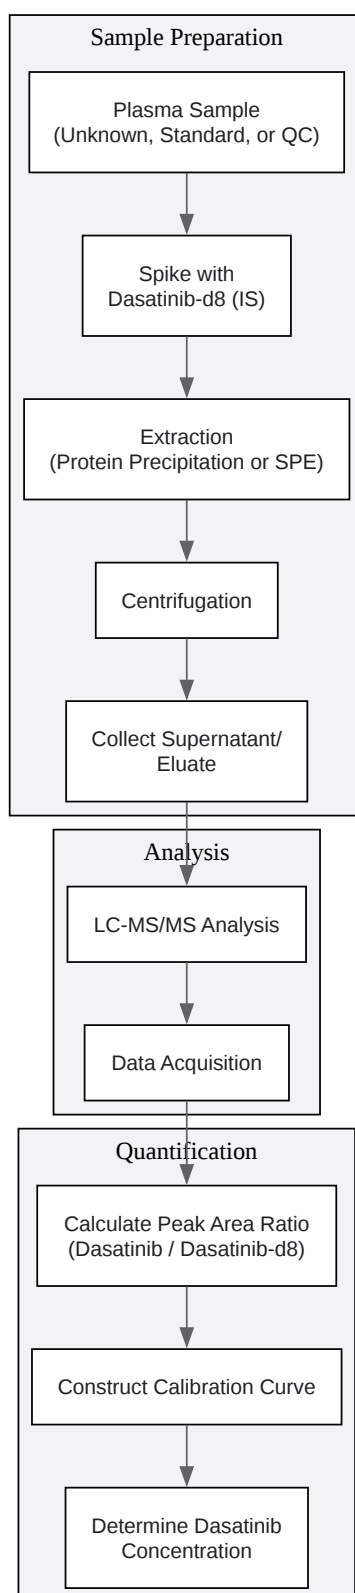 Sample Preparation
Plasma Sample
(Unknown, Standard, or QC)
Spike with
Dasatinib-d8 (IS)
Extraction
(Protein Precipitation or SPE)
Centrifugation
Collect Supernatant/
Eluate
Analysis
LC-MS/MS Analysis
Data Acquisition
Quantification
Calculate Peak Area Ratio
(Dasatinib / Dasatinib-d8)
Construct Calibration Curve
Determine Dasatinib
Concentration